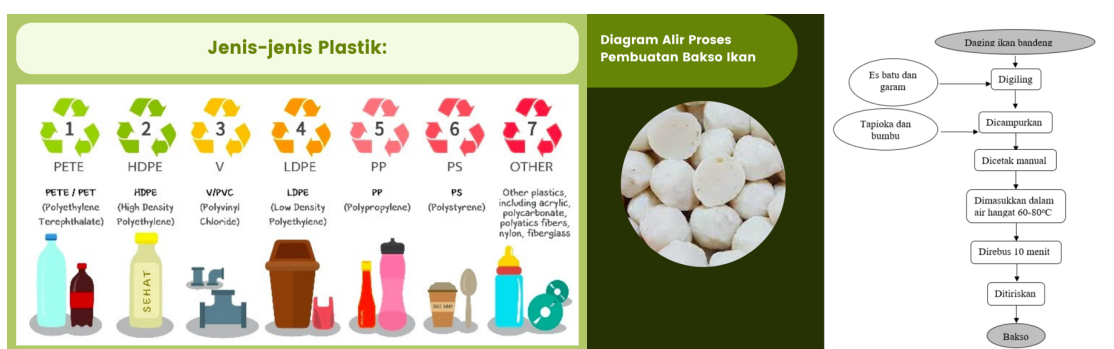 Jenis-jenis Plastik:
1
2
3
4
5
6
7
PETE
HDPE
V
LDPE
PP
PS
OTHER
PETE / PET
(Polyethylene
Terephthalate)
HDPE
(High Density
Polyethylene)
V/PVC
(Polyvinyl
Chloride)
LDPE
(Low Density
Polyethylene)
PP
(Polypropylene)
PS
(Polystyrene)
Other plastics,
including acrylic,
polycarbonate,
polyatics fibers,
nylon, fiberglass
SEHAT
Diagram Alir Proses
Pembuatan Bakso Ikan
Daging ikan bandeng
Es batu dan
garam
Digiling
Tapioka dan
bumbu
Dicampurkan
Dicetak manual
Dimasukkan dalam
air hangat 60-80°C
Direbus 10 menit
Ditiriskan
Bakso